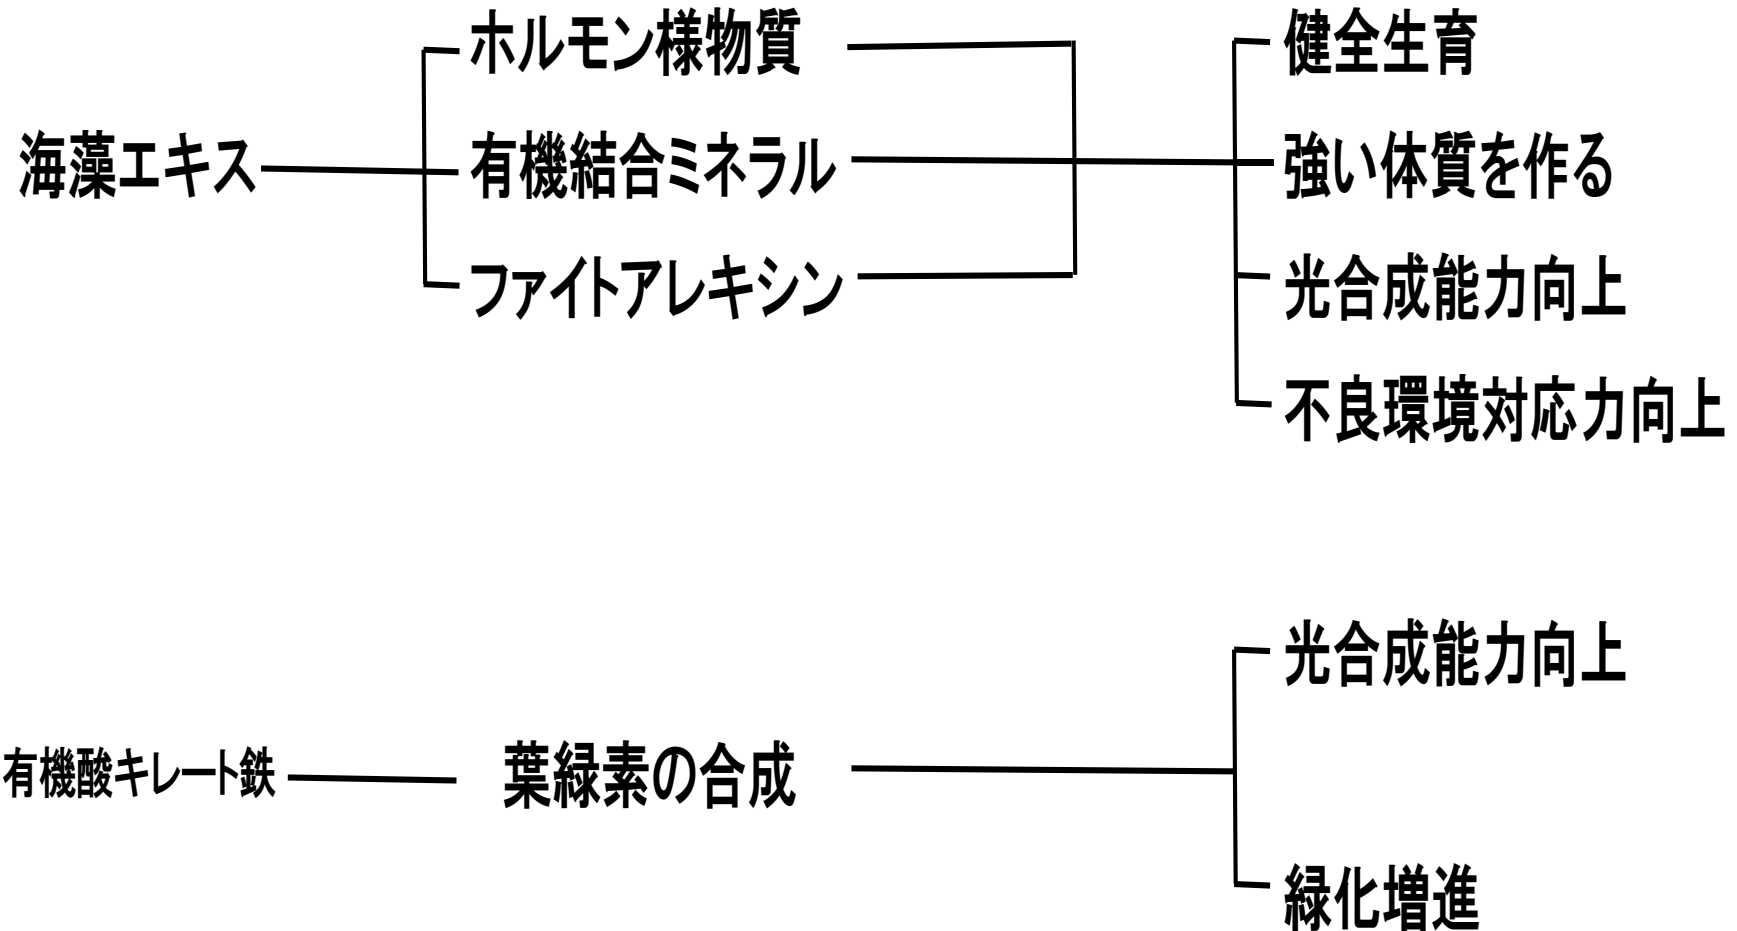 海藻エキス
ホルモン様物質
有機結合ミネラル
ファイトアレキシン
健全生育
強い体質を作る
光合成能力向上
不良環境対応力向上
有機酸キレート鉄
葉緑素の合成
光合成能力向上
緑化増進